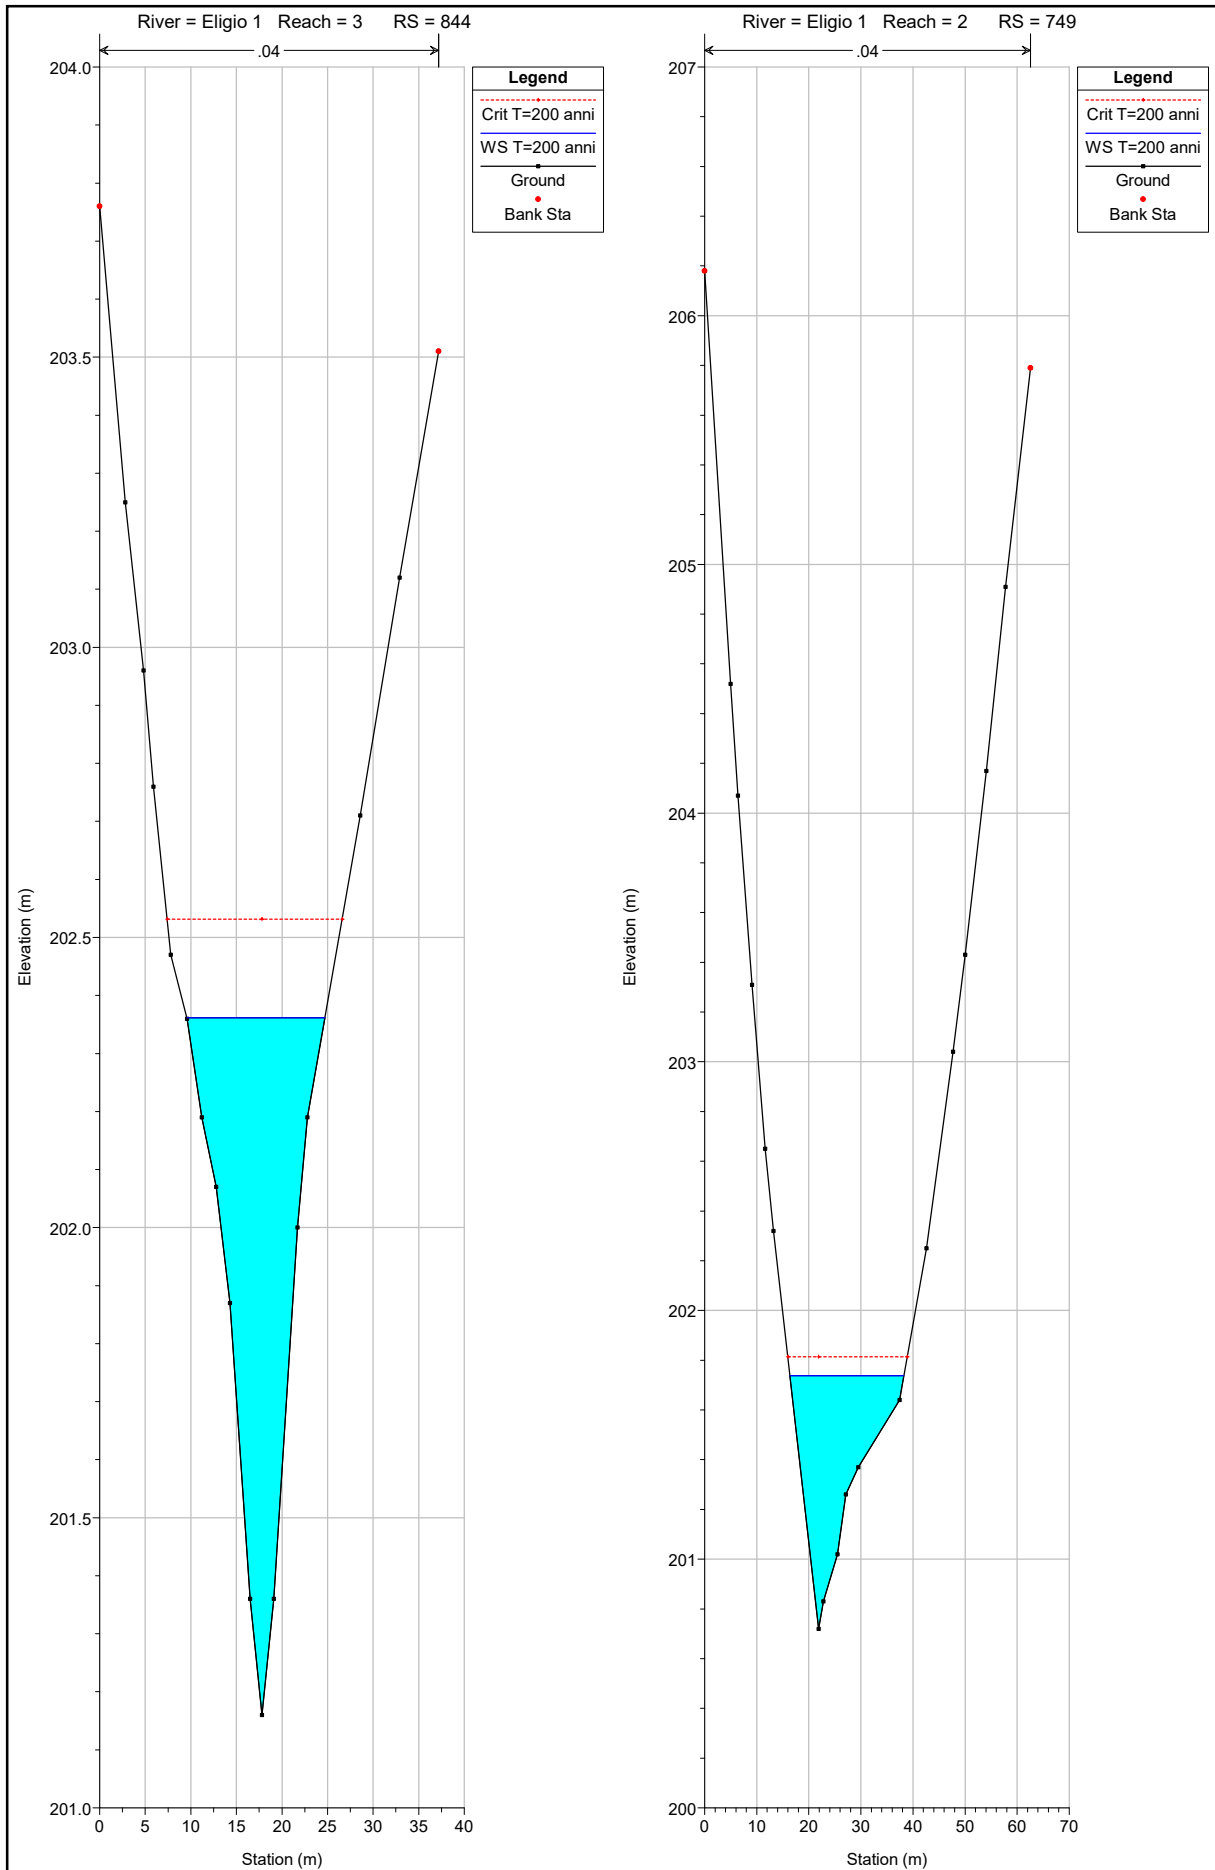 River = Eligio 1 Reach = 3 RS = 844
.04
Legend
Crit T=200 anni
WS T=200 anni
Ground
Bank Sta
204.0
203.5
203.0
202.5
202.0
201.5
201.0
Elevation (m)
0 5 10 15 20 25 30 35 40
Station (m)
River = Eligio 1 Reach = 2 RS = 749
.04
Legend
Crit T=200 anni
WS T=200 anni
Ground
Bank Sta
207
206
205
204
203
202
201
200
Elevation (m)
0 10 20 30 40 50 60 70
Station (m)